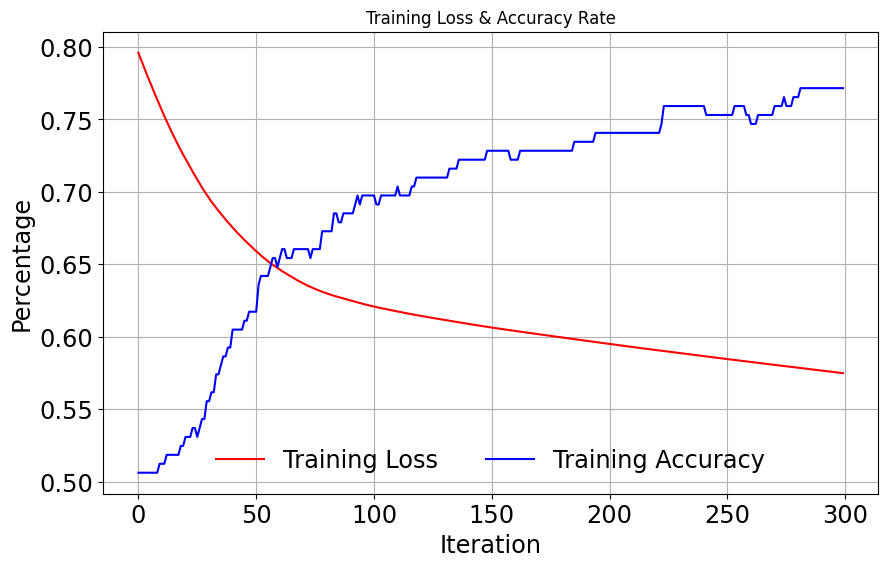 Training Loss & Accuracy Rate
0.80
0.75
0.70
0.65
0.60
0.55
0.50
Percentage
Training Loss
Training Accuracy
0 50 100 150 200 250 300
Iteration